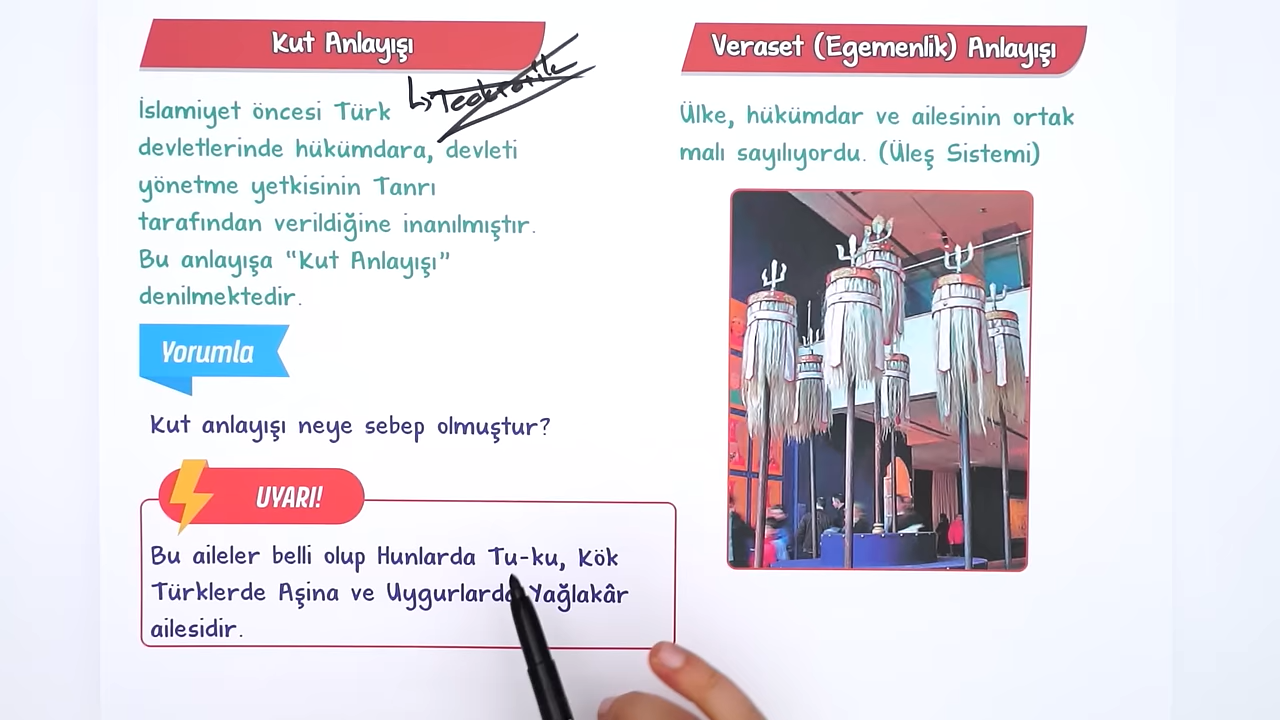 Kut Anlayışı
Teokratik
İslamiyet öncesi Türk
devletlerinde hükümdara, devleti
yönetme yetkisinin Tanrı
tarafından verildiğine inanılmıştır.
Bu anlayışa “Kut Anlayışı”
denilmektedir.
Yorumla
Kut anlayışı neye sebep olmuştur?
UYARI!
Bu aileler belli olup Hunlarda Tu-ku, Kök
Türklerde Aşina ve Uygurlarda Yağlakâr
ailesidir.
Veraset (Egemenlik) Anlayışı
Ülke, hükümdar ve ailesinin ortak
malı sayılıyordu. (Üleş Sistemi)